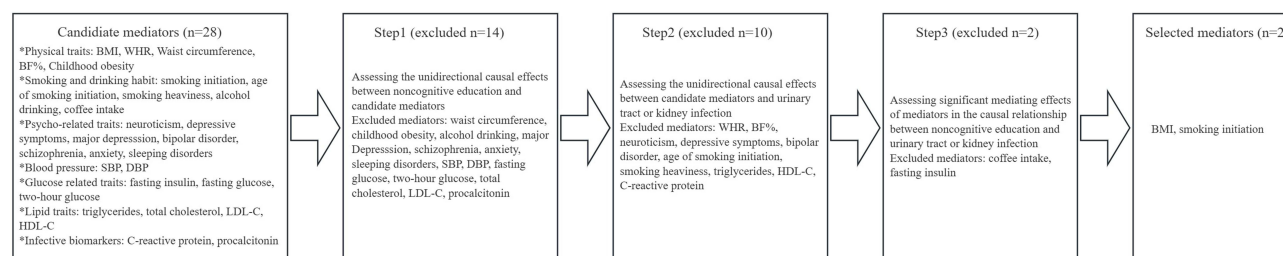 Candidiate mediators (n=28)
*Physical traits: BMI, WHR, Waist circumference,
BF%, Childhood obesity
*Smoking and drinking habit: smoking initiation, age
of smoking initiation, smoking heaviness, alcohol
drinking, coffee intake
*Psycho-related traits: neuroticism, depressive
symptoms, major depresssion, bipolar disorder,
schizophrenia, anxiety, sleeping disorders
*Blood pressure: SBP, DBP
*Glucose related traits: fasting insulin, fasting glucose,
two-hour glucose
*Lipid traits: triglycerides, total cholesterol, LDL-C,
HDL-C
*Infective biomarkers: C-reactive protein, procalcitonin
Step1 (excluded n=14)
Assessing the unidirectional causal effects
between noncognitive education and
candidate mediators
Excluded mediators: waist circumference,
childhood obesity, alcohol drinking, major
Depresssion, schizophrenia, anxiety,
sleeping disorders, SBP, DBP, fasting
glucose, two-hour glucose, total
cholesterol, LDL-C, procalcitonin
Step2 (excluded n=10)
Assessing the unidirectional causal effects
between candidate mediators and urinary
tract or kidney infection
Excluded mediators: WHR, BF%,
neuroticism, depressive symptoms, bipolar
disorder, age of smoking initiation,
smoking heaviness, triglycerides, HDL-C,
C-reactive protein
Step3 (excluded n=2)
Assessing significant mediating effects
of mediators in the causal relationship
between noncognitive education and
urinary tract or kidney infection
Excluded mediators: coffee intake,
fasting insulin
Selected mediators (n=2
BMI, smoking initiation